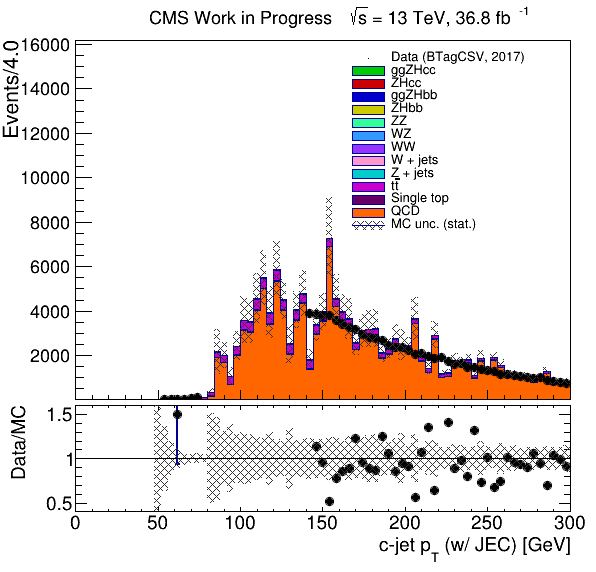 CMS Work in Progress √s = 13 TeV, 36.8 fb⁻¹
Events/4.0
16000
14000
12000
10000
8000
6000
4000
2000
Data (BTagCSV, 2017)
ggZHcc
ZHcc
ggZHbb
ZHbb
ZZ
WZ
WW
W + jets
Z + jets
tt̅
Single top
QCD
MC unc. (stat.)
Data/MC
1.5
1
0.5
0 50 100 150 200 250 300
c-jet p_T (w/ JEC) [GeV]